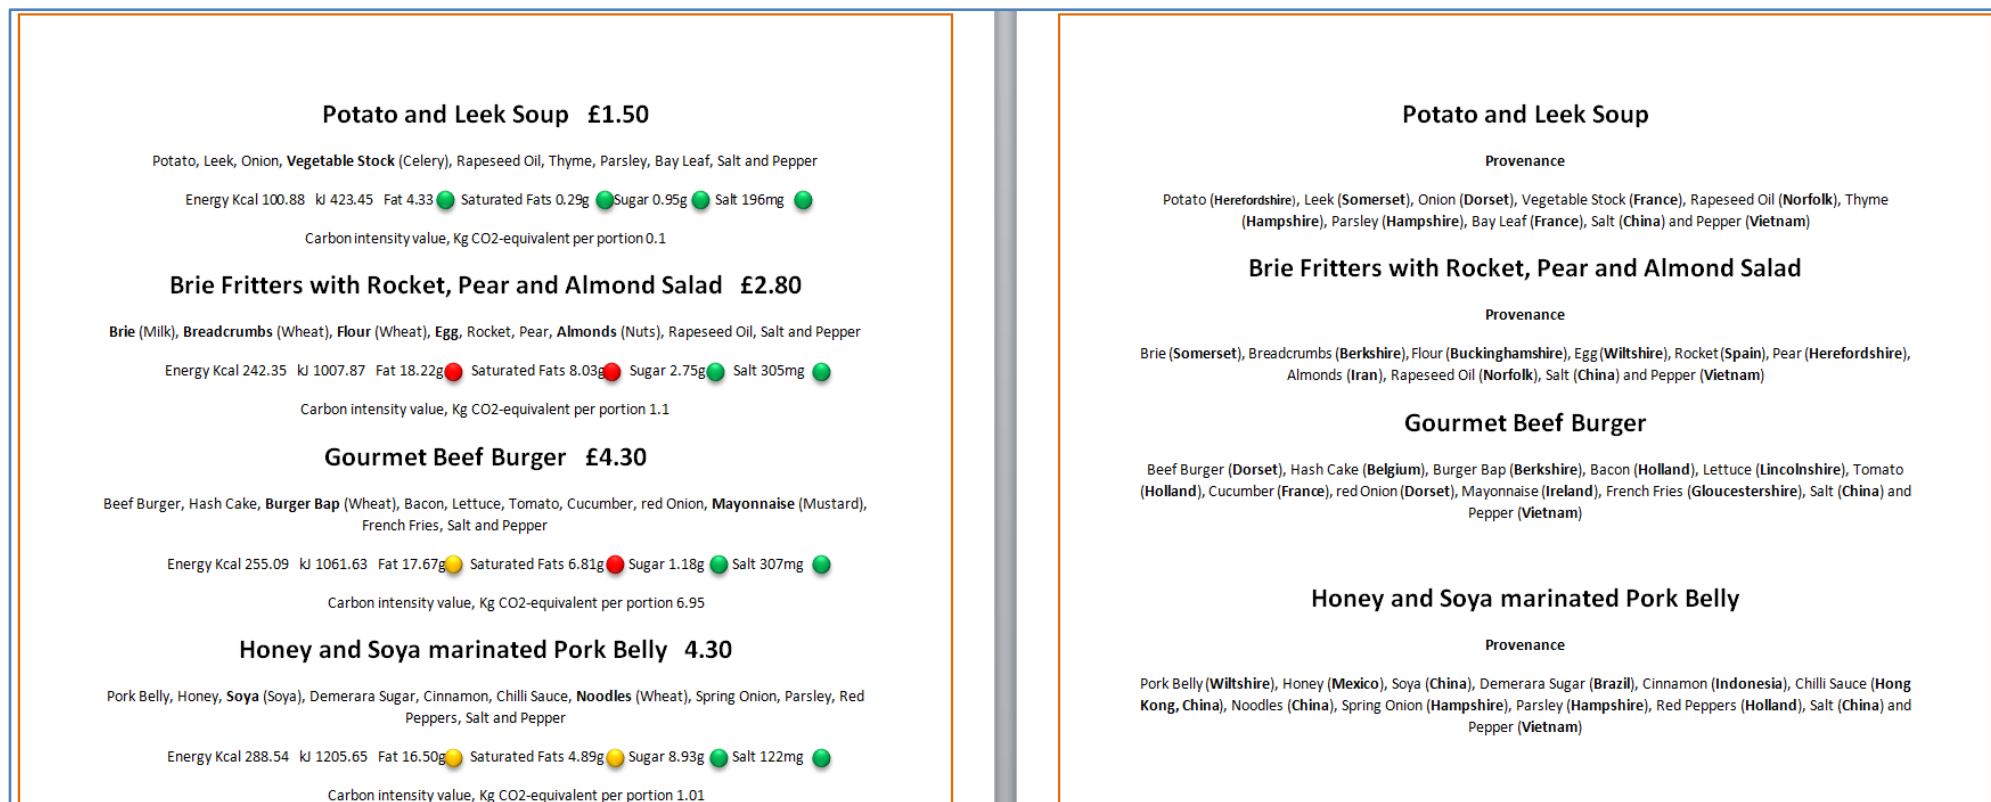 Potato and Leek Soup £1.50
Potato, Leek, Onion, Vegetable Stock (Celery), Rapeseed Oil, Thyme, Parsley, Bay Leaf, Salt and Pepper
Energy Kcal 100.88 kJ 423.45 Fat 4.33 Saturated Fats 0.29g Sugar 0.95g Salt 196mg
Carbon intensity value, Kg CO2-equivalent per portion 0.1
Brie Fritters with Rocket, Pear and Almond Salad £2.80
Brie (Milk), Breadcrumbs (Wheat), Flour (Wheat), Egg, Rocket, Pear, Almonds (Nuts), Rapeseed Oil, Salt and Pepper
Energy Kcal 242.35 kJ 1007.87 Fat 18.22g Saturated Fats 8.03g Sugar 2.75g Salt 305mg
Carbon intensity value, Kg CO2-equivalent per portion 1.1
Gourmet Beef Burger £4.30
Beef Burger, Hash Cake, Burger Bap (Wheat), Bacon, Lettuce, Tomato, Cucumber, red Onion, Mayonnaise (Mustard),
French Fries, Salt and Pepper
Energy Kcal 255.09 kJ 1061.63 Fat 17.67g Saturated Fats 6.81g Sugar 1.18g Salt 307mg
Carbon intensity value, Kg CO2-equivalent per portion 6.95
Honey and Soya marinated Pork Belly 4.30
Pork Belly, Honey, Soya (Soya), Demerara Sugar, Cinnamon, Chilli Sauce, Noodles (Wheat), Spring Onion, Parsley, Red
Peppers, Salt and Pepper
Energy Kcal 288.54 kJ 1205.65 Fat 16.50g Saturated Fats 4.89g Sugar 8.93g Salt 122mg
Carbon intensity value, Kg CO2-equivalent per portion 1.01
Potato and Leek Soup
Provenance
Potato (Herefordshire), Leek (Somerset), Onion (Dorset), Vegetable Stock (France), Rapeseed Oil (Norfolk), Thyme
(Hampshire), Parsley (Hampshire), Bay Leaf (France), Salt (China) and Pepper (Vietnam)
Brie Fritters with Rocket, Pear and Almond Salad
Provenance
Brie (Somerset), Breadcrumbs (Berkshire), Flour (Buckinghamshire), Egg (Wiltshire), Rocket (Spain), Pear (Herefordshire),
Almonds (Iran), Rapeseed Oil (Norfolk), Salt (China) and Pepper (Vietnam)
Gourmet Beef Burger
Beef Burger (Dorset), Hash Cake (Belgium), Burger Bap (Berkshire), Bacon (Holland), Lettuce (Lincolnshire), Tomato
(Holland), Cucumber (France), red Onion (Dorset), Mayonnaise (Ireland), French Fries (Gloucestershire), Salt (China) and
Pepper (Vietnam)
Honey and Soya marinated Pork Belly
Provenance
Pork Belly (Wiltshire), Honey (Mexico), Soya (China), Demerara Sugar (Brazil), Cinnamon (Indonesia), Chilli Sauce (Hong
Kong, China), Noodles (China), Spring Onion (Hampshire), Parsley (Hampshire), Red Peppers (Holland), Salt (China) and
Pepper (Vietnam)